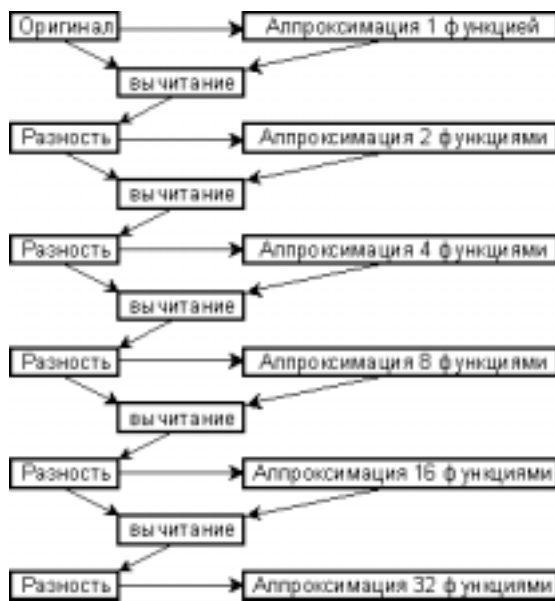 Оригинал
Аппроксимация 1 функцией
вычитание
Разность
Аппроксимация 2 функциями
вычитание
Разность
Аппроксимация 4 функциями
вычитание
Разность
Аппроксимация 8 функциями
вычитание
Разность
Аппроксимация 16 функциями
вычитание
Разность
Аппроксимация 32 функциями